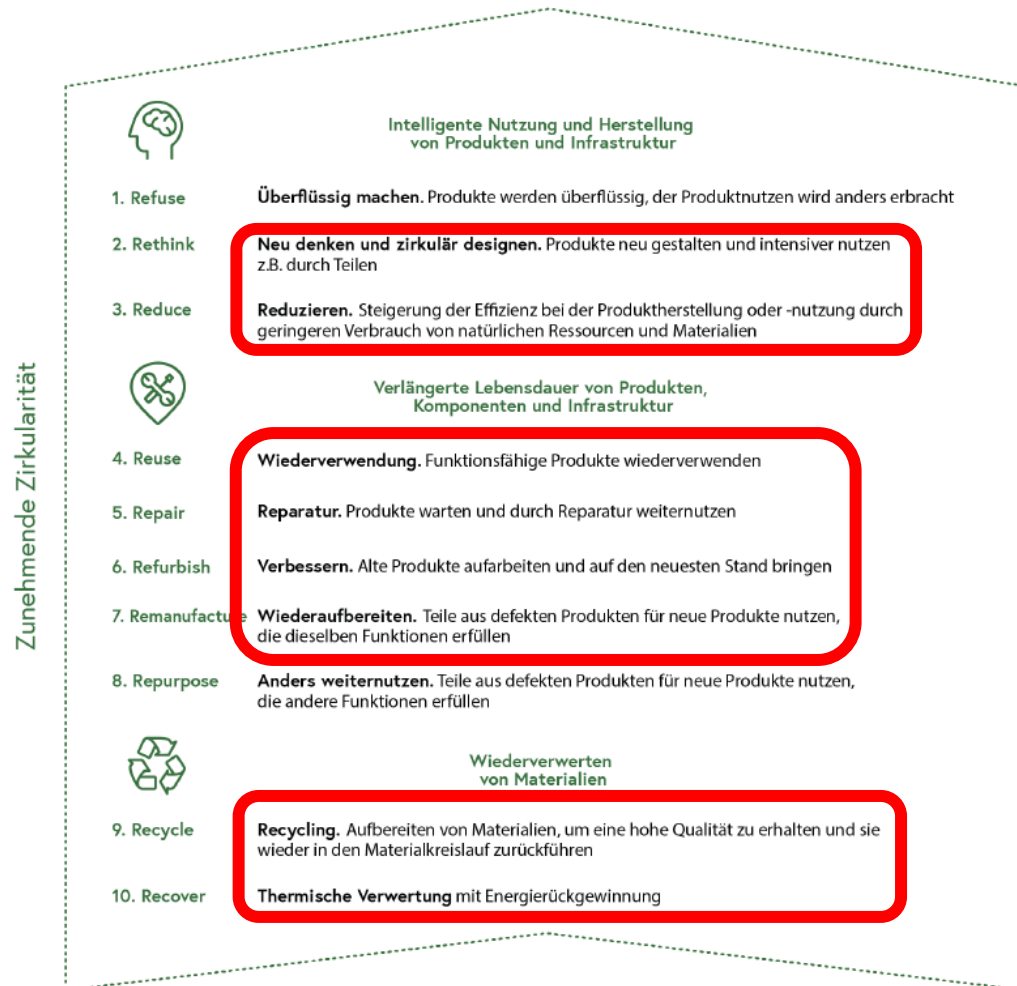 Zunehmende Zirkularität
Intelligente Nutzung und Herstellung
von Produkten und Infrastruktur
1. Refuse Überflüssig machen. Produkte werden überflüssig, der Produktnutzen wird anders erbracht
2. Rethink Neu denken und zirkulär designen. Produkte neu gestalten und intensiver nutzen
z.B. durch Teilen
3. Reduce Reduzieren. Steigerung der Effizienz bei der Produktherstellung oder -nutzung durch
geringeren Verbrauch von natürlichen Ressourcen und Materialien
Verlängerte Lebensdauer von Produkten,
Komponenten und Infrastruktur
4. Reuse Wiederverwendung. Funktionsfähige Produkte wiederverwenden
5. Repair Reparatur. Produkte warten und durch Reparatur weiternutzen
6. Refurbish Verbessern. Alte Produkte aufarbeiten und auf den neuesten Stand bringen
7. Remanufacture Wiederaufbereiten. Teile aus defekten Produkten für neue Produkte nutzen,
die dieselben Funktionen erfüllen
8. Repurpose Anders weiternutzen. Teile aus defekten Produkten für neue Produkte nutzen,
die andere Funktionen erfüllen
Wiederverwerten
von Materialien
9. Recycle Recycling. Aufbereiten von Materialien, um eine hohe Qualität zu erhalten und sie
wieder in den Materialkreislauf zurückführen
10. Recover Thermische Verwertung mit Energierückgewinnung